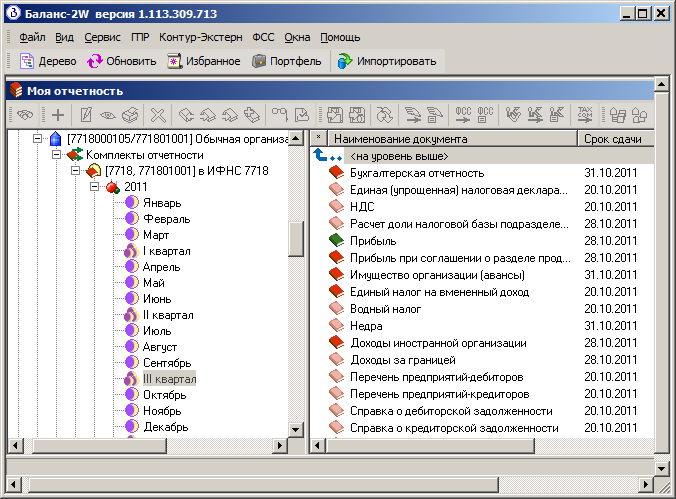 Баланс-2W версия 1.113.309.713
Файл Вид Сервис ГПР Контур-Экстерн ФСС Окна Помощь
Дерево Обновить Избранное Портфель Импортировать
Моя отчетность
[7718000105/771801001] Обычная организа
Комплекты отчетности
[7718, 771801001] в ИФНС 7718
2011
Январь
Февраль
Март
I квартал
Апрель
Май
Июнь
II квартал
Июль
Август
Сентябрь
III квартал
Октябрь
Ноябрь
Декабрь
* Наименование документа Срок сдачи
<на уровень выше>
Бухгалтерская отчетность 31.10.2011
Единая (упрощенная) налоговая деклара... 20.10.2011
НДС 20.10.2011
Расчет доли налоговой базы подразделе... 28.10.2011
Прибыль 28.10.2011
Прибыль при соглашении о разделе прод... 28.10.2011
Имущество организации (авансы) 31.10.2011
Единый налог на вмененный доход 20.10.2011
Водный налог 20.10.2011
Недра 31.10.2011
Доходы иностранной организации 28.10.2011
Доходы за границей 28.10.2011
Перечень предприятий-дебиторов 20.10.2011
Перечень предприятий-кредиторов 20.10.2011
Справка о дебиторской задолженности 20.10.2011
Справка о кредиторской задолженности 20.10.2011